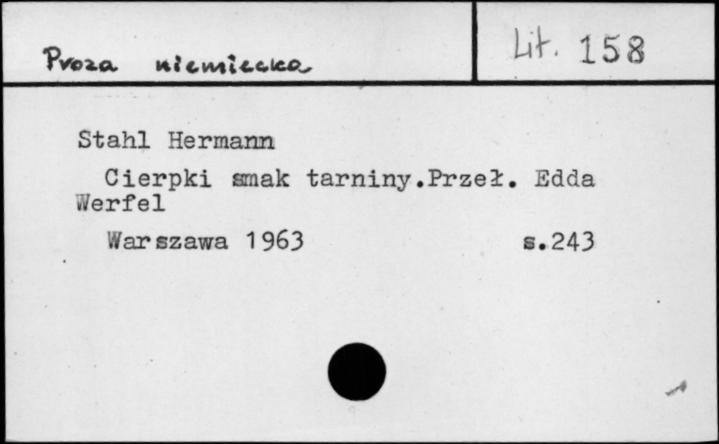 Proza niemiecka
Lit. 158
Stahl Hermann
Cierpki smak tarniny.Przeł. Edda
Werfel
Warszawa 1963 s.243